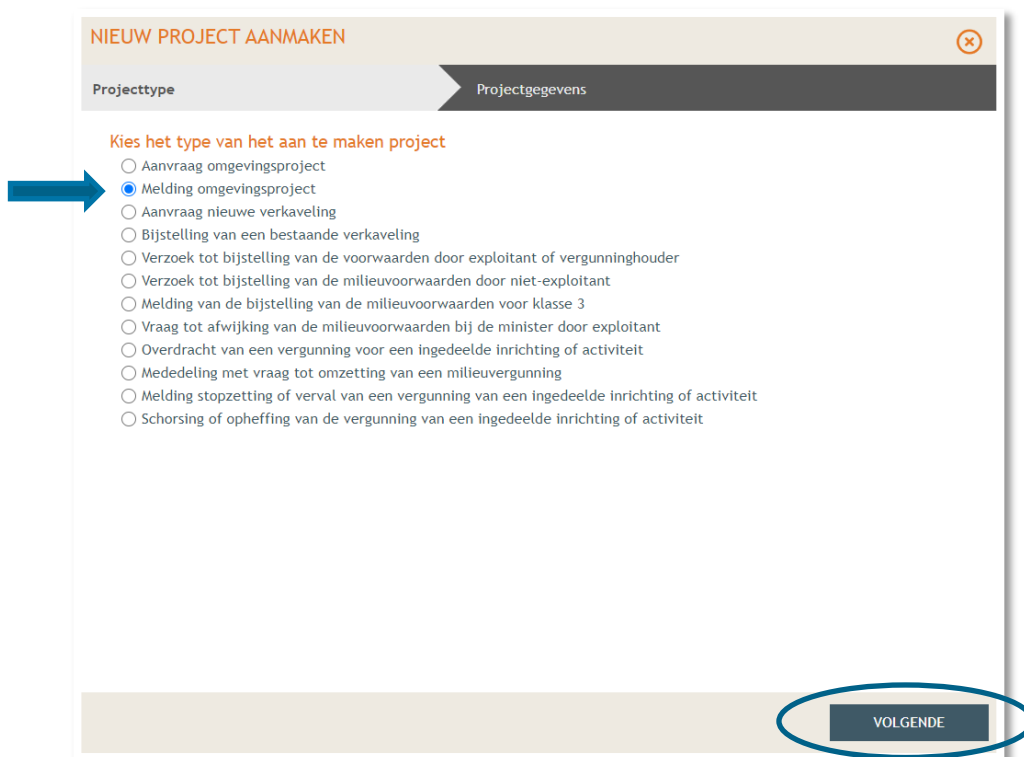 NIEUW PROJECT AANMAKEN
Projecttype
Projectgegevens
Kies het type van het aan te maken project
Aanvraag omgevingsproject
Melding omgevingsproject
Aanvraag nieuwe verkaveling
Bijstelling van een bestaande verkaveling
Verzoek tot bijstelling van de voorwaarden door exploitant of vergunninghouder
Verzoek tot bijstelling van de milieuvoorwaarden door niet-exploitant
Melding van de bijstelling van de milieuvoorwaarden voor klasse 3
Vraag tot afwijking van de milieuvoorwaarden bij de minister door exploitant
Overdracht van een vergunning voor een ingedeelde inrichting of activiteit
Mededeling met vraag tot omzetting van een milieuvergunning
Melding stopzetting of verval van een vergunning van een ingedeelde inrichting of activiteit
Schorsing of opheffing van de vergunning van een ingedeelde inrichting of activiteit
VOLGENDE